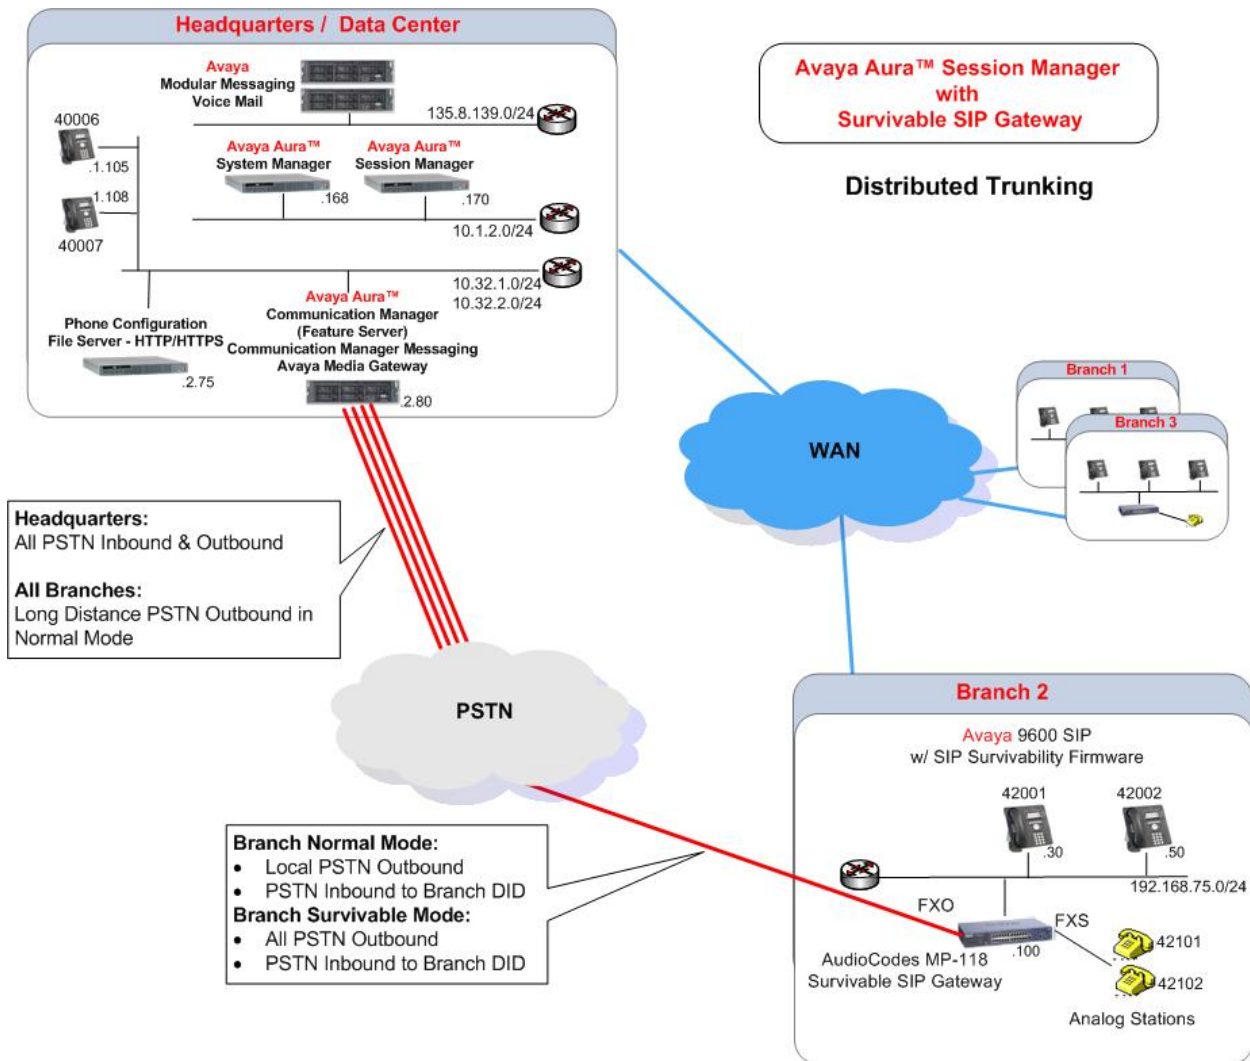 Headquarters / Data Center
Avaya
Modular Messaging
Voice Mail
135.8.139.0/24
40006
.1.105
1.108
40007
Avaya Aura™
System Manager
.168
Avaya Aura™
Session Manager
.170
10.1.2.0/24
10.32.1.0/24
10.32.2.0/24
Phone Configuration
File Server - HTTP/HTTPS
.2.75
Avaya Aura™
Communication Manager
(Feature Server)
Communication Manager Messaging
Avaya Media Gateway
.2.80
Avaya Aura™ Session Manager
with
Survivable SIP Gateway
Distributed Trunking
WAN
Branch 1
Branch 3
Headquarters:
All PSTN Inbound & Outbound
All Branches:
Long Distance PSTN Outbound in
Normal Mode
PSTN
Branch Normal Mode:
• Local PSTN Outbound
• PSTN Inbound to Branch DID
Branch Survivable Mode:
• All PSTN Outbound
• PSTN Inbound to Branch DID
Branch 2
Avaya 9600 SIP
w/ SIP Survivability Firmware
42001
.30
42002
.50
192.168.75.0/24
FXO
FXS
.100
AudioCodes MP-118
Survivable SIP Gateway
42101
42102
Analog Stations